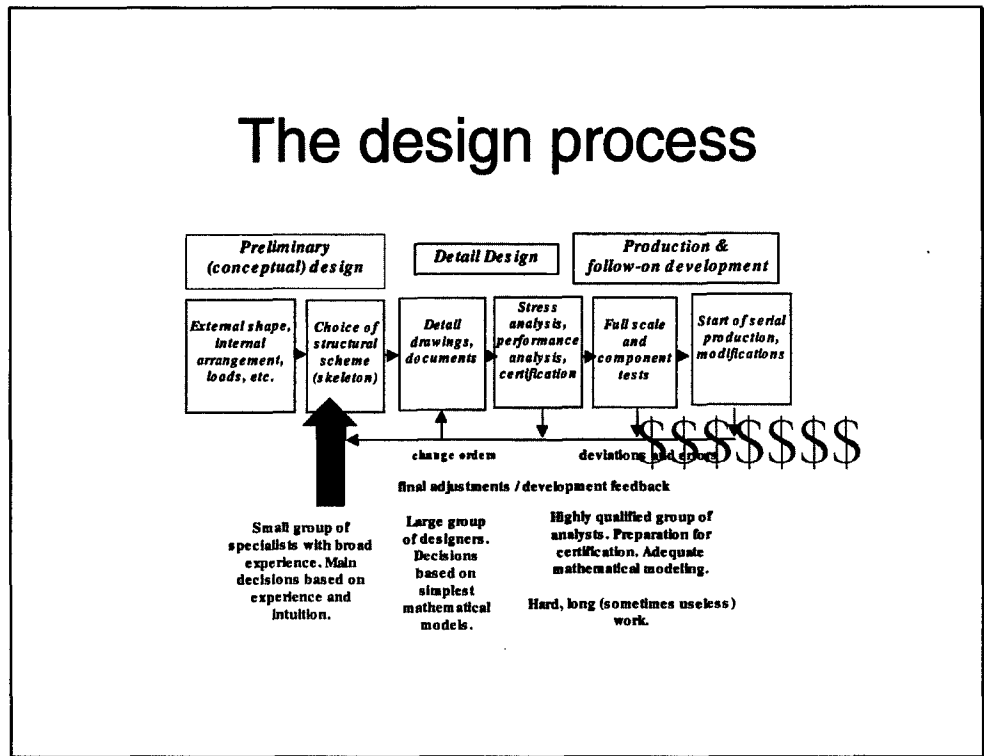 The design process
Preliminary
(conceptual) design
Detail Design
Production &
follow-on development
External shape,
internal
arrangement,
loads, etc.
Choice of
structural
scheme
(skeleton)
Detail
drawings,
documents
Stress
analysis,
performance
analysis,
certification
Full scale
and
component
tests
Start of serial
production,
modifications
$$$$$$$
change orders
deviations and errors
final adjustments / development feedback
Small group of
specialists with broad
experience. Main
decisions based on
experience and
intuition.
Large group
of designers.
Decisions
based on
simplest
mathematical
models.
Highly qualified group of
analysts. Preparation for
certification. Adequate
mathematical modeling.
Hard, long (sometimes useless)
work.